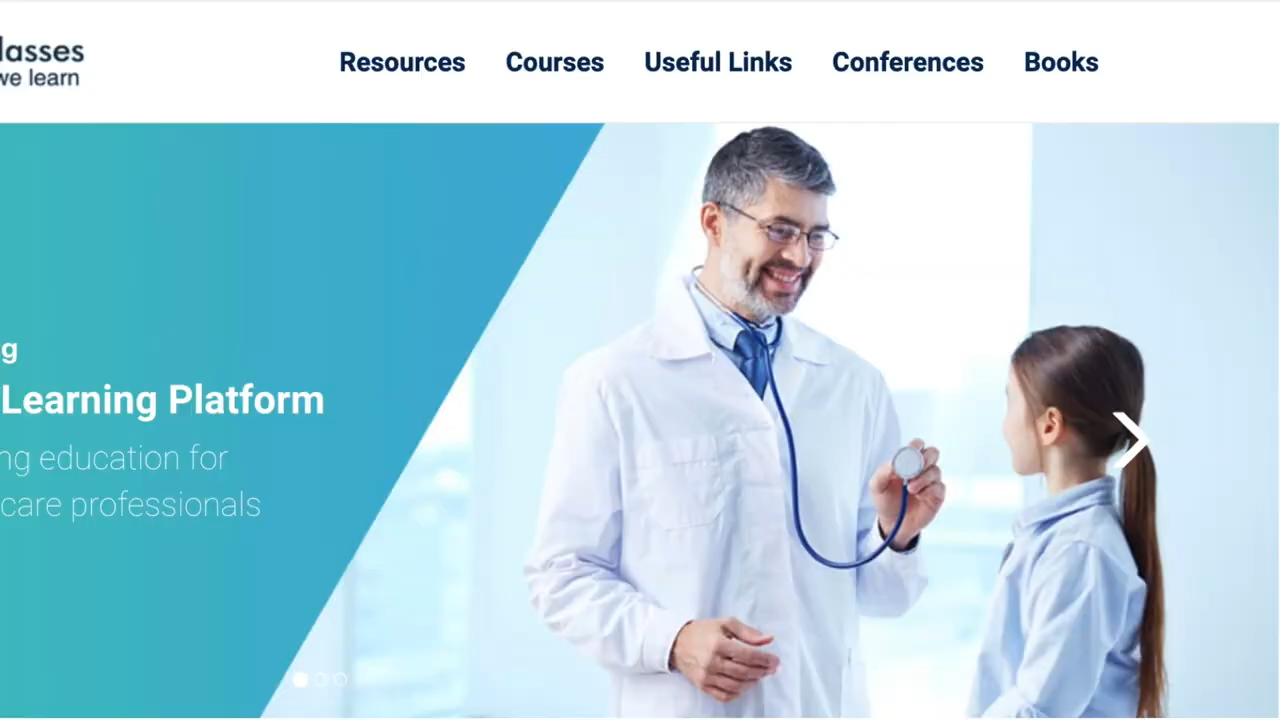 lasses
we learn
Resources Courses Useful Links Conferences Books
g
Learning Platform
ng education for
care professionals